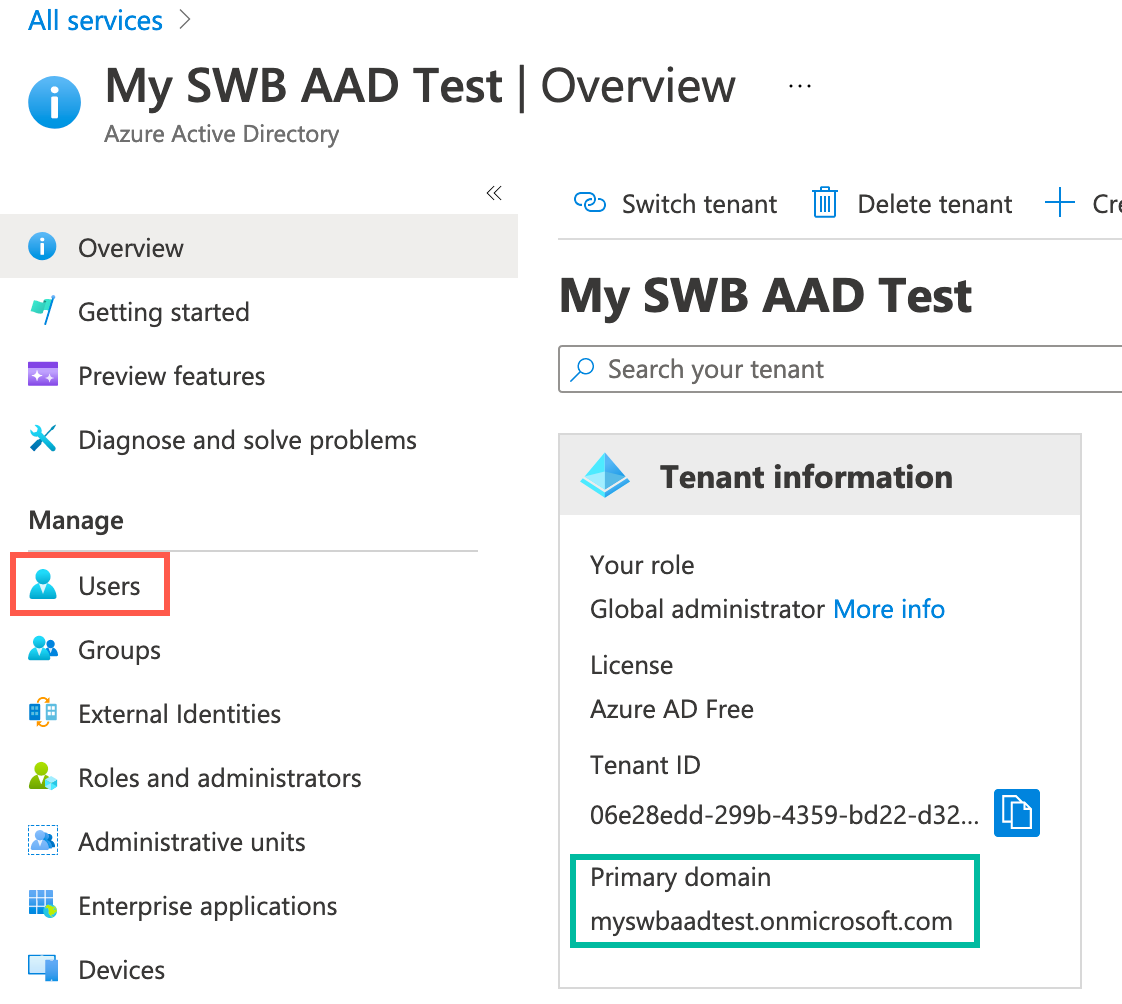 All services
My SWB AAD Test | Overview ...
Azure Active Directory
«
Overview
Getting started
Preview features
Diagnose and solve problems
Manage
Users
Groups
External Identities
Roles and administrators
Administrative units
Enterprise applications
Devices
Switch tenant Delete tenant Cre
My SWB AAD Test
Search your tenant
Tenant information
Your role
Global administrator More info
License
Azure AD Free
Tenant ID
06e28edd-299b-4359-bd22-d32...
Primary domain
myswbaadtest.onmicrosoft.com